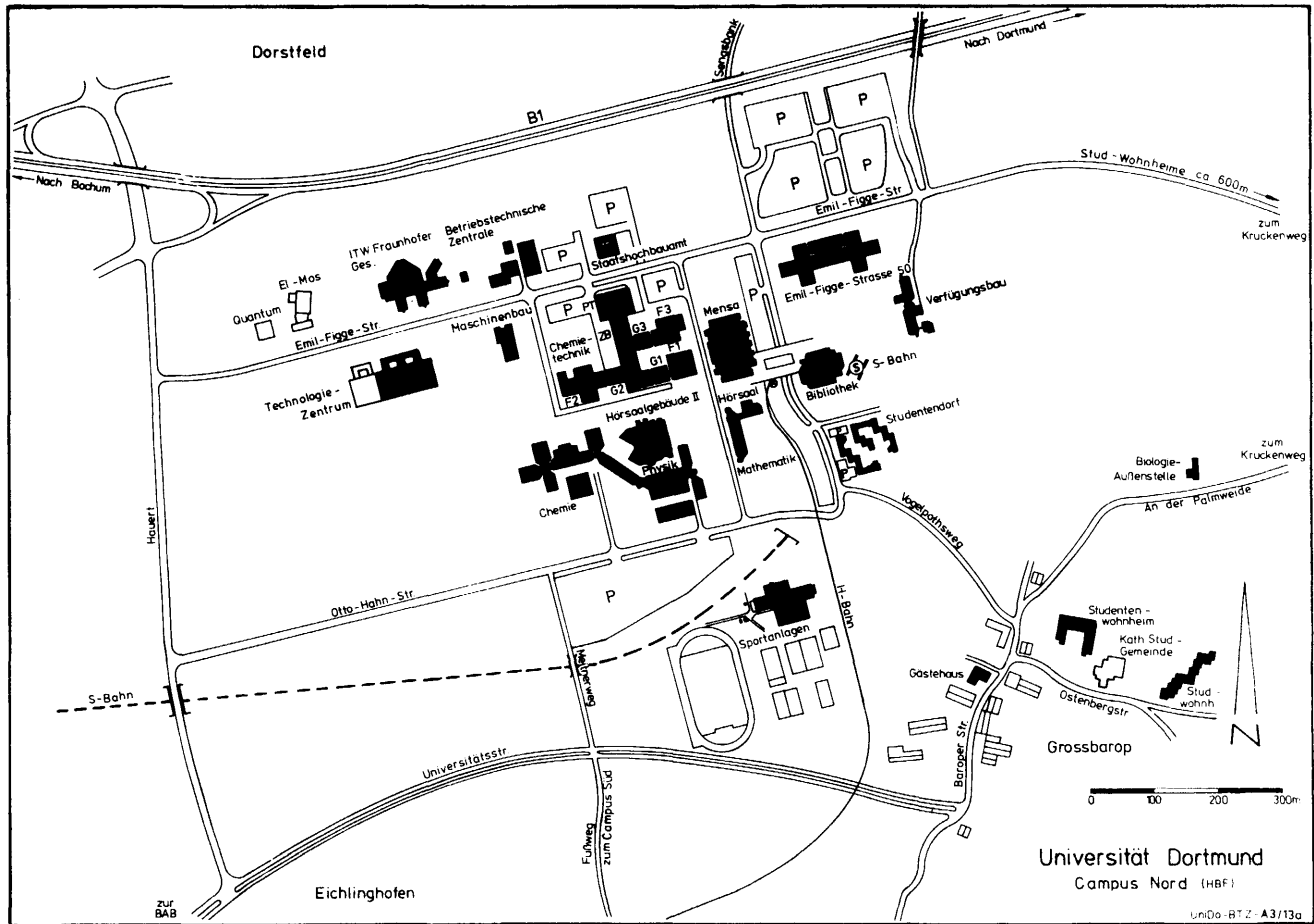 Dorstfeld
Sengsbank
Nach Dortmund
B1
P
P
P
P
Nach Bochum
Stud-Wohnheime ca 600m
zum
Kruckenweg
Emil-Figge-Str
P
Betriebstechnische
Zentrale
ITW Fraunhofer
Ges.
Staatshochbauamt
P
El-Mos
Quantum
Emil-Figge-Str
Emil-Figge-Strasse 50
Verfügungsbau
P
P
P
PT
Maschinenbau
Mensa
F3
G3
ZB
Chemie-
technik
F1
G1
S-Bahn
S
Technologie-
Zentrum
F2
G2
Hörsaal
Bibliothek
Hörsaalgebäude II
Studentendorf
P
P
Physik
Mathematik
Chemie
Biologie-
Außenstelle
zum
Kruckenweg
An der Palmweide
Vogelpothsweg
Hauert
Otto-Hahn-Str.
P
H-Bahn
Sportanlagen
Studenten-
wohnheim
Kath Stud-
Gemeinde
Gästehaus
Stud-
wohnh
Ostenbergstr
S-Bahn
Meitnerweg
Baroper Str.
Grossbarop
N
Universitätsstr.
0 100 200 300m
Fußweg
zum Campus Süd
Eichlinghofen
zur
BAB
Universität Dortmund
Campus Nord (HBF)
UniDo-BTZ-A3/13a